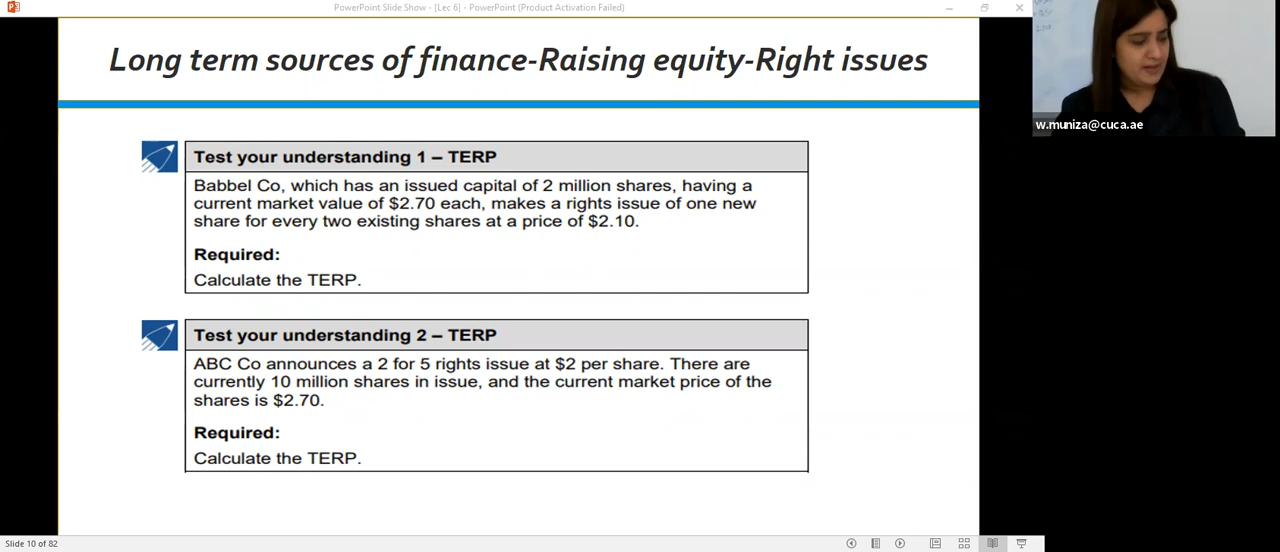 PowerPoint Slide Show - [Lec 6] - PowerPoint (Product Activation Failed)
Long term sources of finance-Raising equity-Right issues
w.muniza@cuca.ae
Test your understanding 1 – TERP
Babbel Co, which has an issued capital of 2 million shares, having a
current market value of $2.70 each, makes a rights issue of one new
share for every two existing shares at a price of $2.10.
Required:
Calculate the TERP.
Test your understanding 2 – TERP
ABC Co announces a 2 for 5 rights issue at $2 per share. There are
currently 10 million shares in issue, and the current market price of the
shares is $2.70.
Required:
Calculate the TERP.
Slide 10 of 82